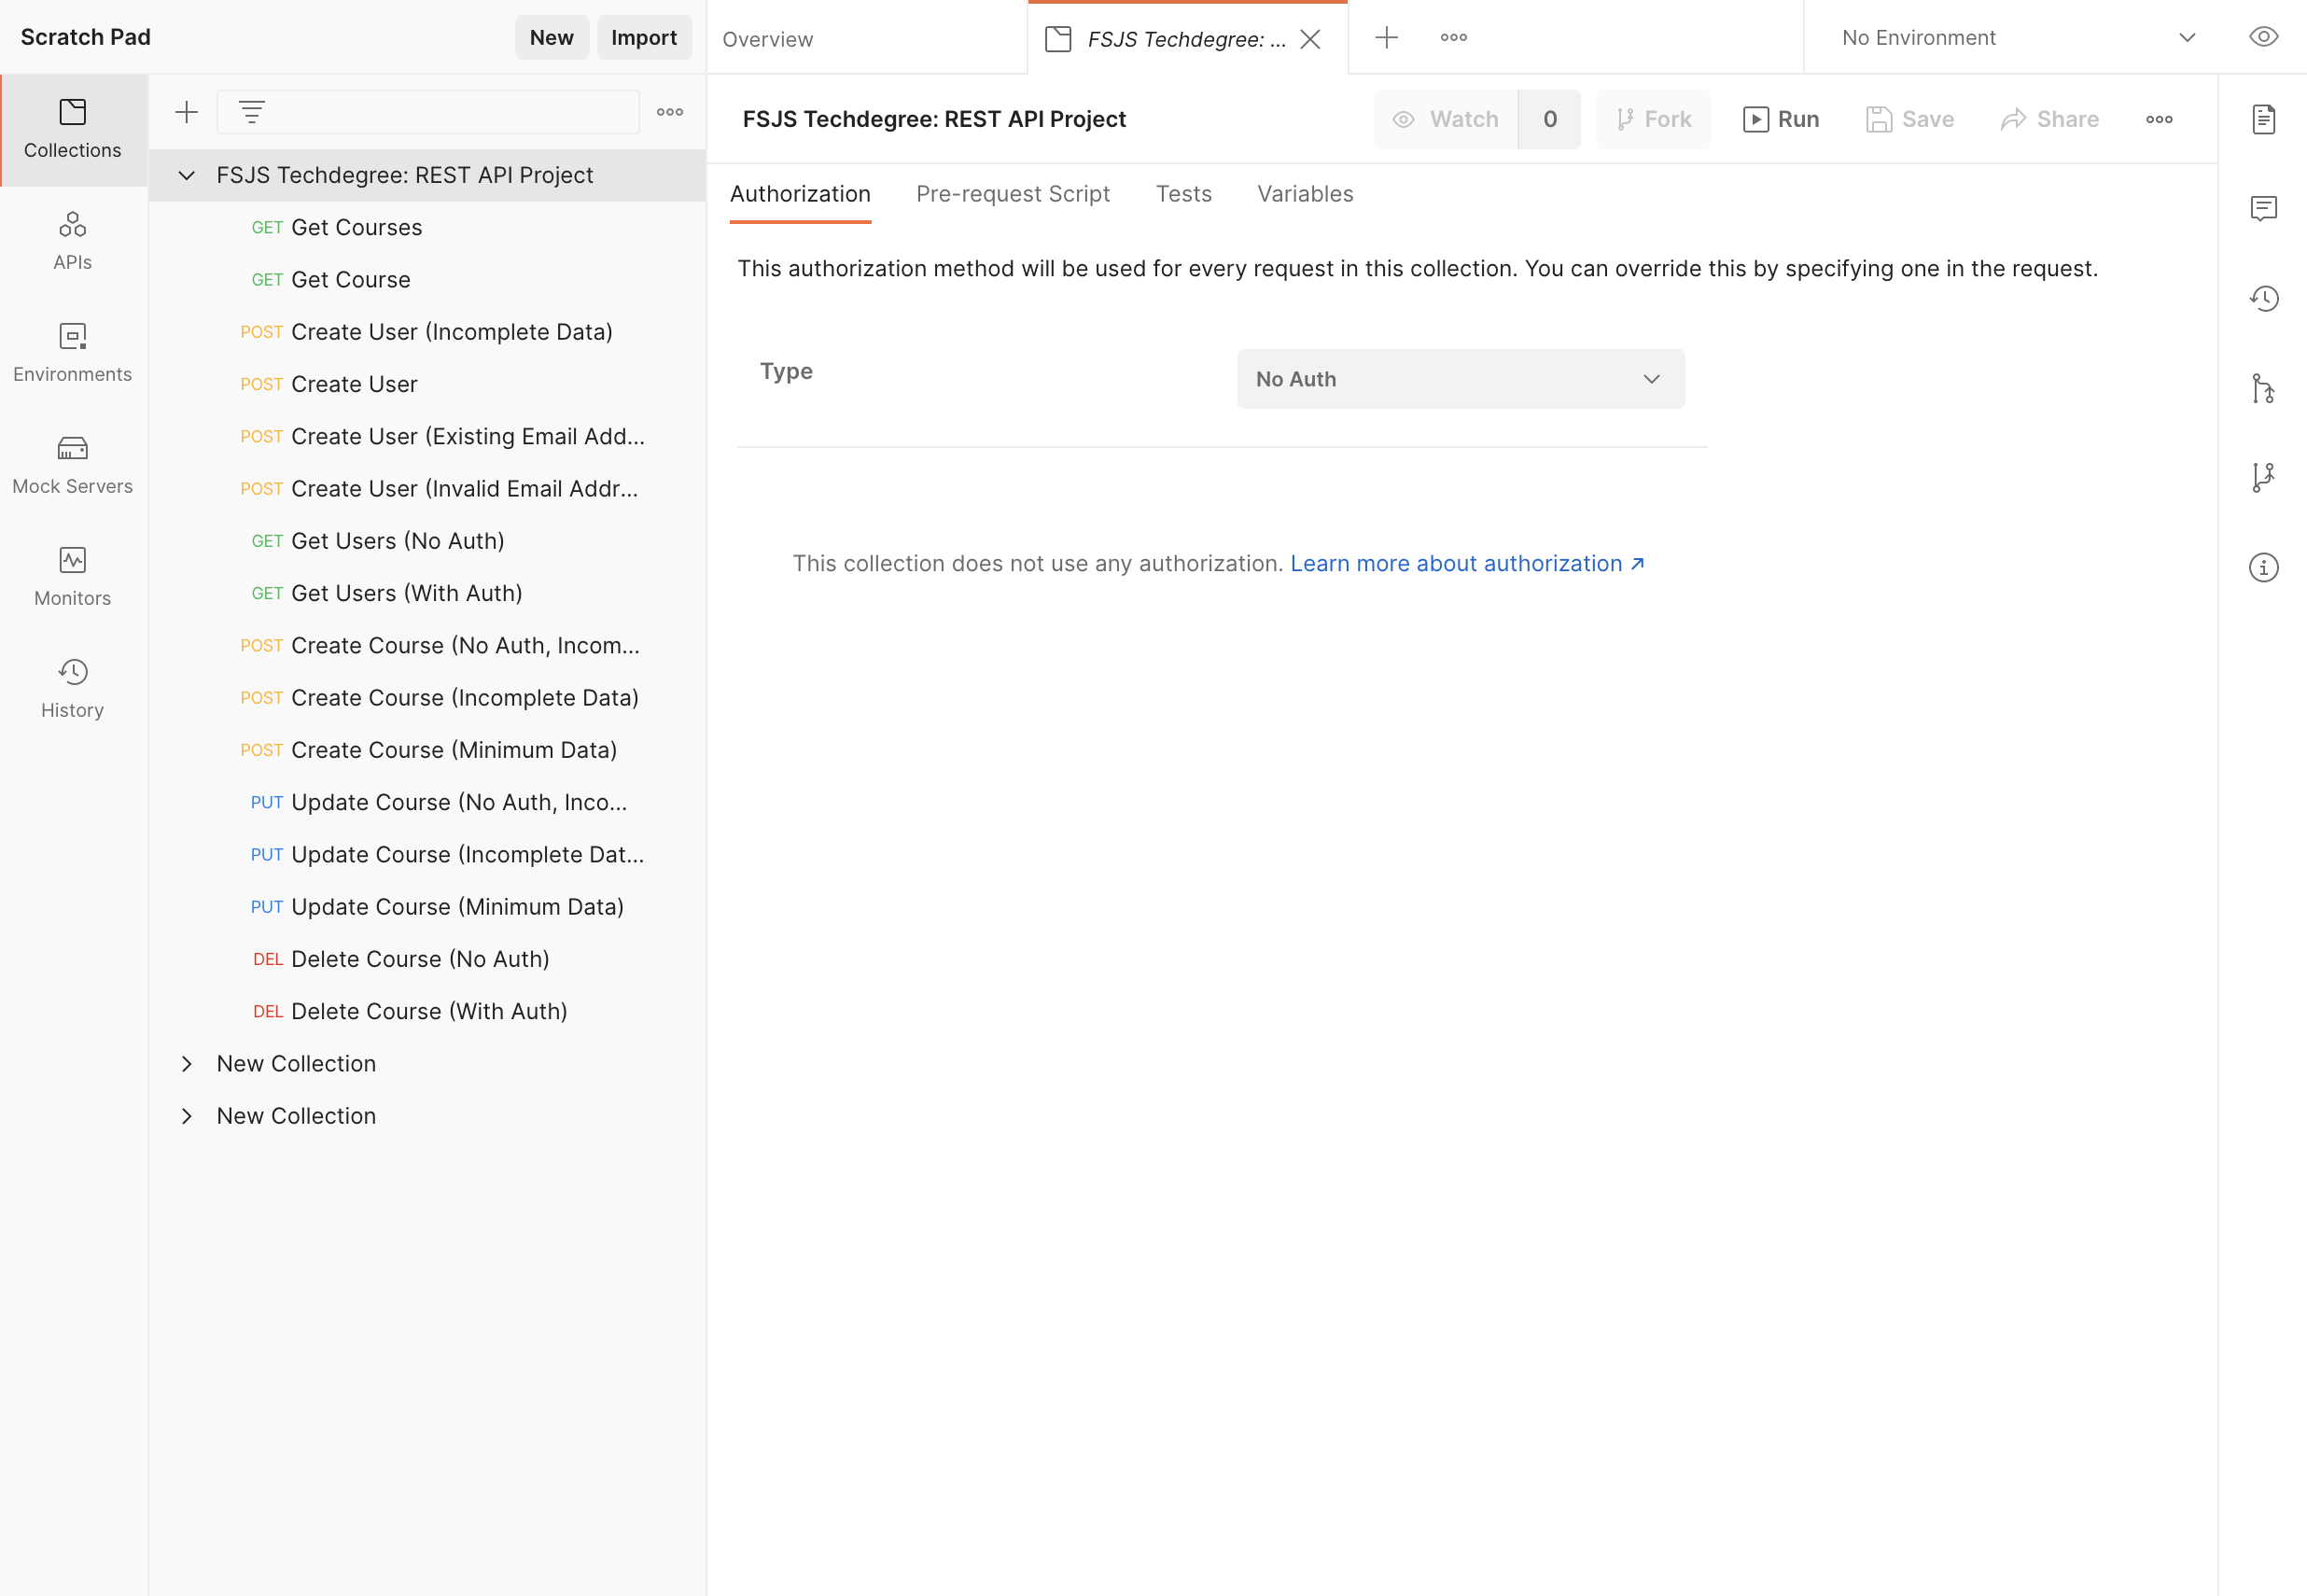 Scratch Pad
New
Import
Overview
FSJS Techdegree: ...
No Environment
Collections
APIs
Environments
Mock Servers
Monitors
History
FSJS Techdegree: REST API Project
GET Get Courses
GET Get Course
POST Create User (Incomplete Data)
POST Create User
POST Create User (Existing Email Add...
POST Create User (Invalid Email Addr...
GET Get Users (No Auth)
GET Get Users (With Auth)
POST Create Course (No Auth, Incom...
POST Create Course (Incomplete Data)
POST Create Course (Minimum Data)
PUT Update Course (No Auth, Inco...
PUT Update Course (Incomplete Dat...
PUT Update Course (Minimum Data)
DEL Delete Course (No Auth)
DEL Delete Course (With Auth)
New Collection
New Collection
FSJS Techdegree: REST API Project
Watch 0
Fork
Run
Save
Share
Authorization
Pre-request Script
Tests
Variables
This authorization method will be used for every request in this collection. You can override this by specifying one in the request.
Type
No Auth
This collection does not use any authorization. Learn more about authorization ↗